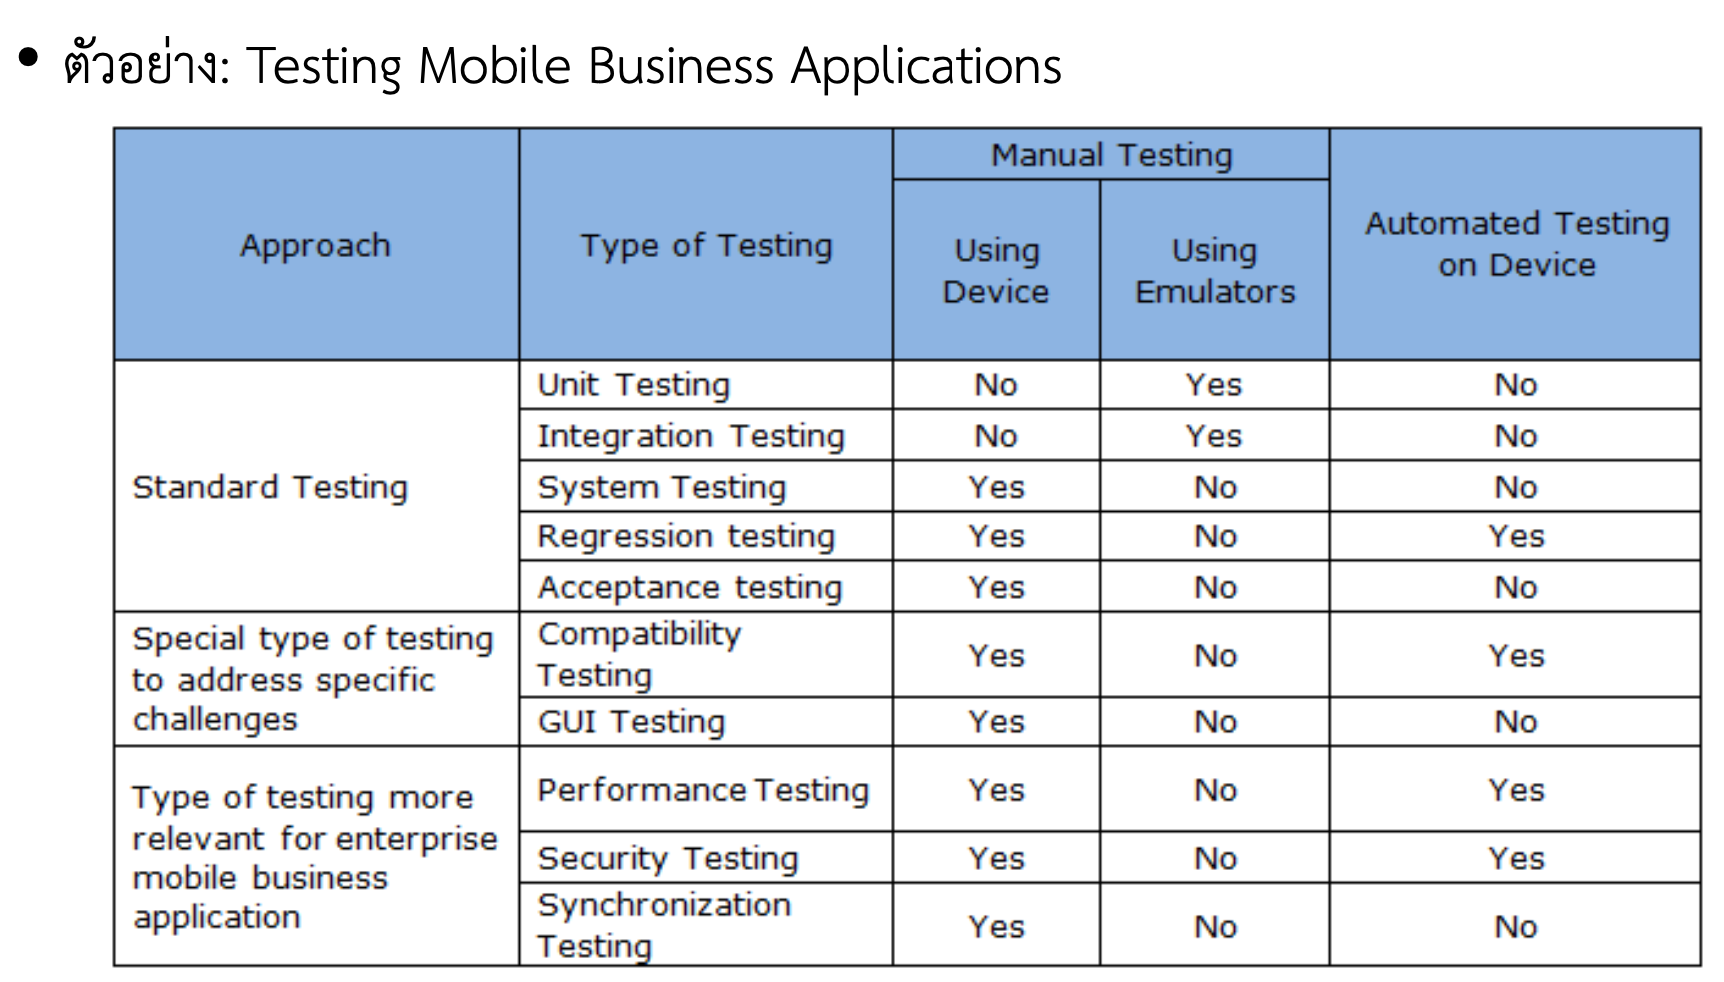 • ตัวอย่าง: Testing Mobile Business Applications
Approach
Type of Testing
Manual Testing
Using
Device
Using
Emulators
Automated Testing
on Device
Standard Testing
Unit Testing No Yes No
Integration Testing No Yes No
System Testing Yes No No
Regression testing Yes No Yes
Acceptance testing Yes No No
Special type of testing
to address specific
challenges
Compatibility
Testing
Yes No Yes
GUI Testing Yes No No
Type of testing more
relevant for enterprise
mobile business
application
Performance Testing Yes No Yes
Security Testing Yes No Yes
Synchronization
Testing
Yes No No